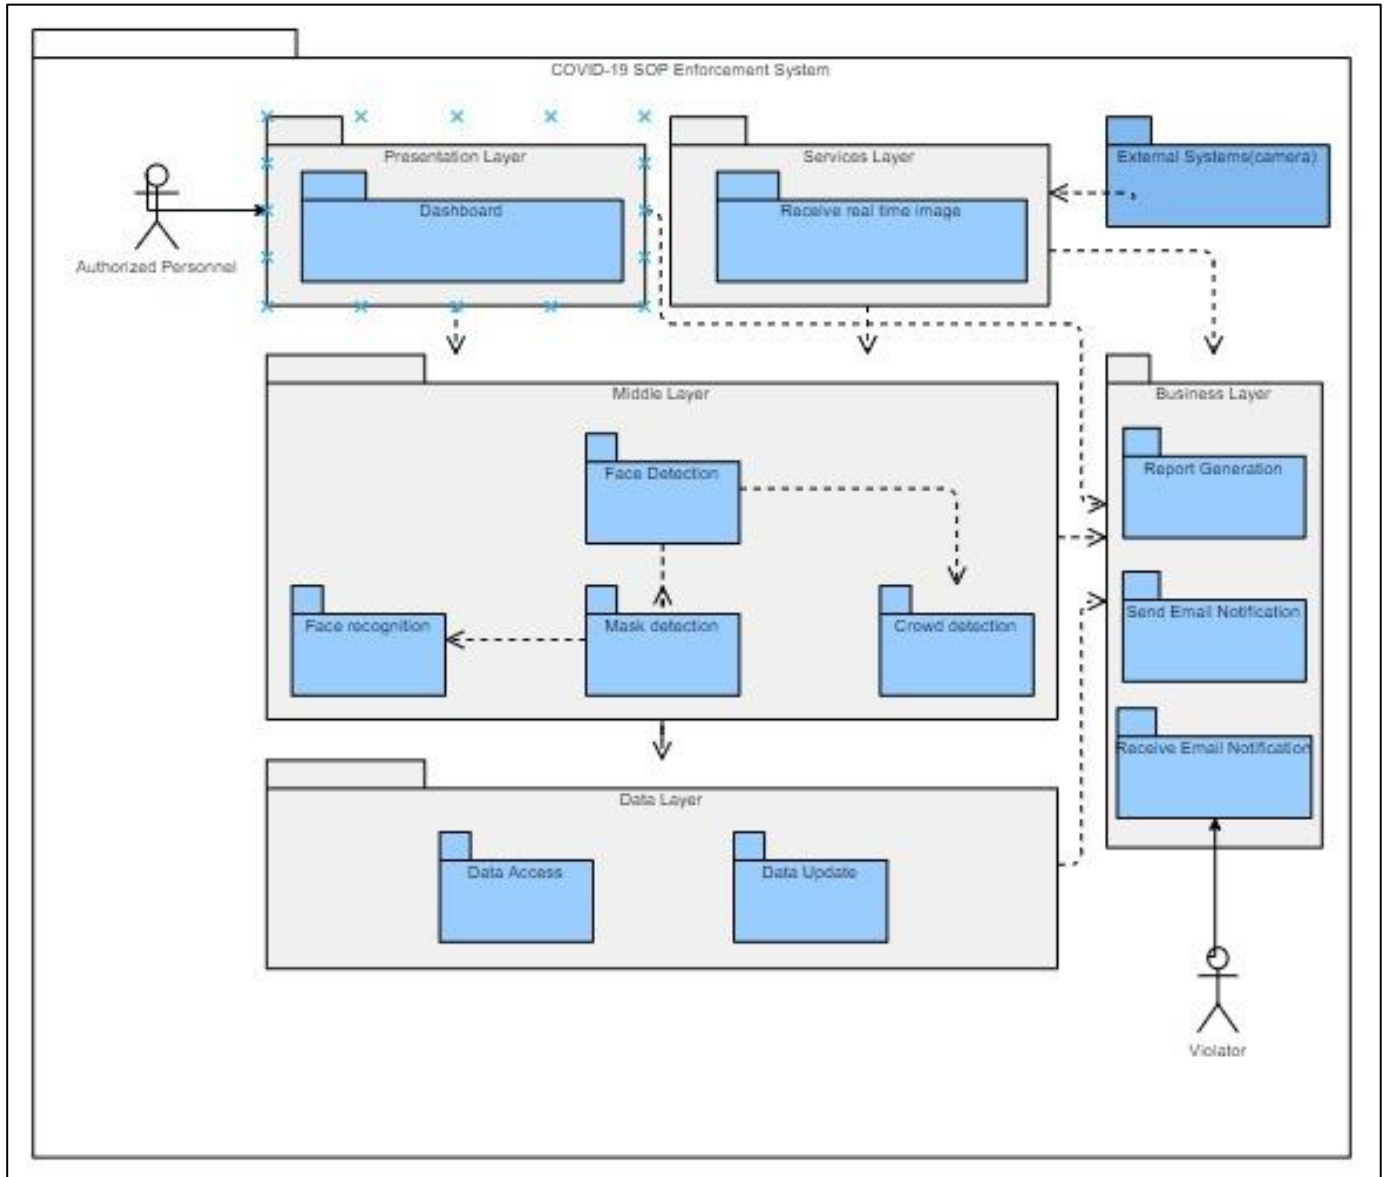 COVID-19 SOP Enforcement System
Presentation Layer
Services Layer
External Systems(camera)
Dashboard
Receive real time image
Authorized Personnel
Middle Layer
Business Layer
Face Detection
Report Generation
Face recognition
Mask detection
Crowd detection
Send Email Notification
Receive Email Notification
Data Layer
Data Access
Data Update
Violator